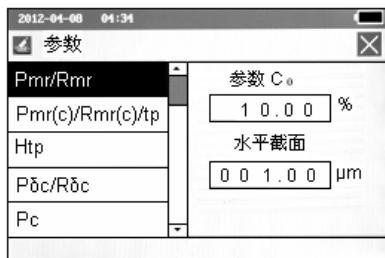 2012-04-08 04:34
参数
Pmr/Rmr
Pmr(c)/Rmr(c)/tp
Htp
Pδc/Rδc
Pc
参数 C₀
10.00 %
水平截面
001.00 μm